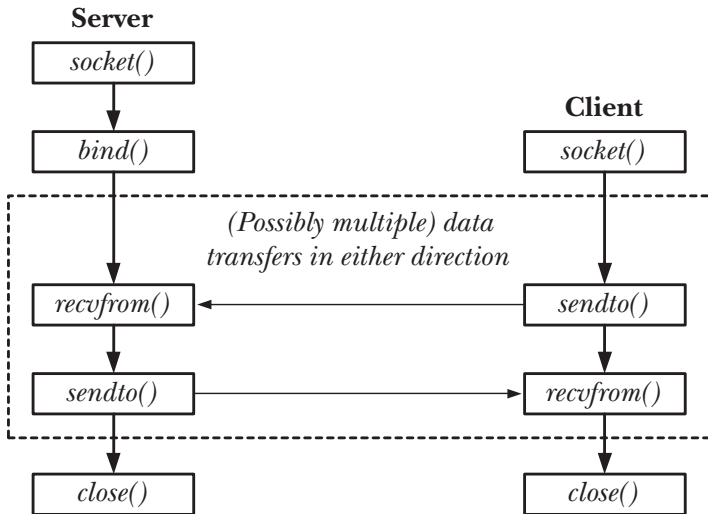 Server
socket()
Client
bind()
socket()
(Possibly multiple) data
transfers in either direction
recvfrom()
sendto()
sendto()
recvfrom()
close()
close()